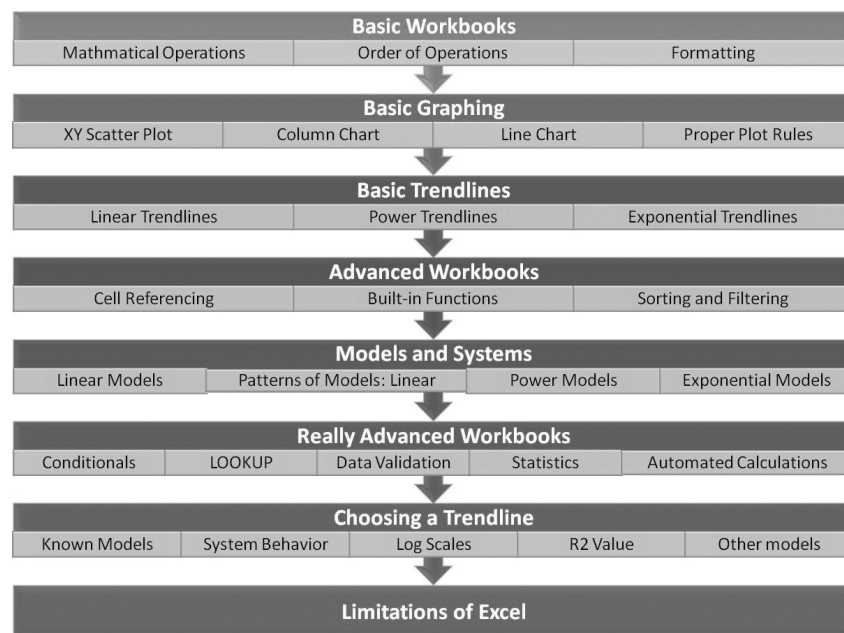 Basic Workbooks
Mathmatical Operations Order of Operations Formatting
Basic Graphing
XY Scatter Plot Column Chart Line Chart Proper Plot Rules
Basic Trendlines
Linear Trendlines Power Trendlines Exponential Trendlines
Advanced Workbooks
Cell Referencing Built-in Functions Sorting and Filtering
Models and Systems
Linear Models Patterns of Models: Linear Power Models Exponential Models
Really Advanced Workbooks
Conditionals LOOKUP Data Validation Statistics Automated Calculations
Choosing a Trendline
Known Models System Behavior Log Scales R2 Value Other models
Limitations of Excel